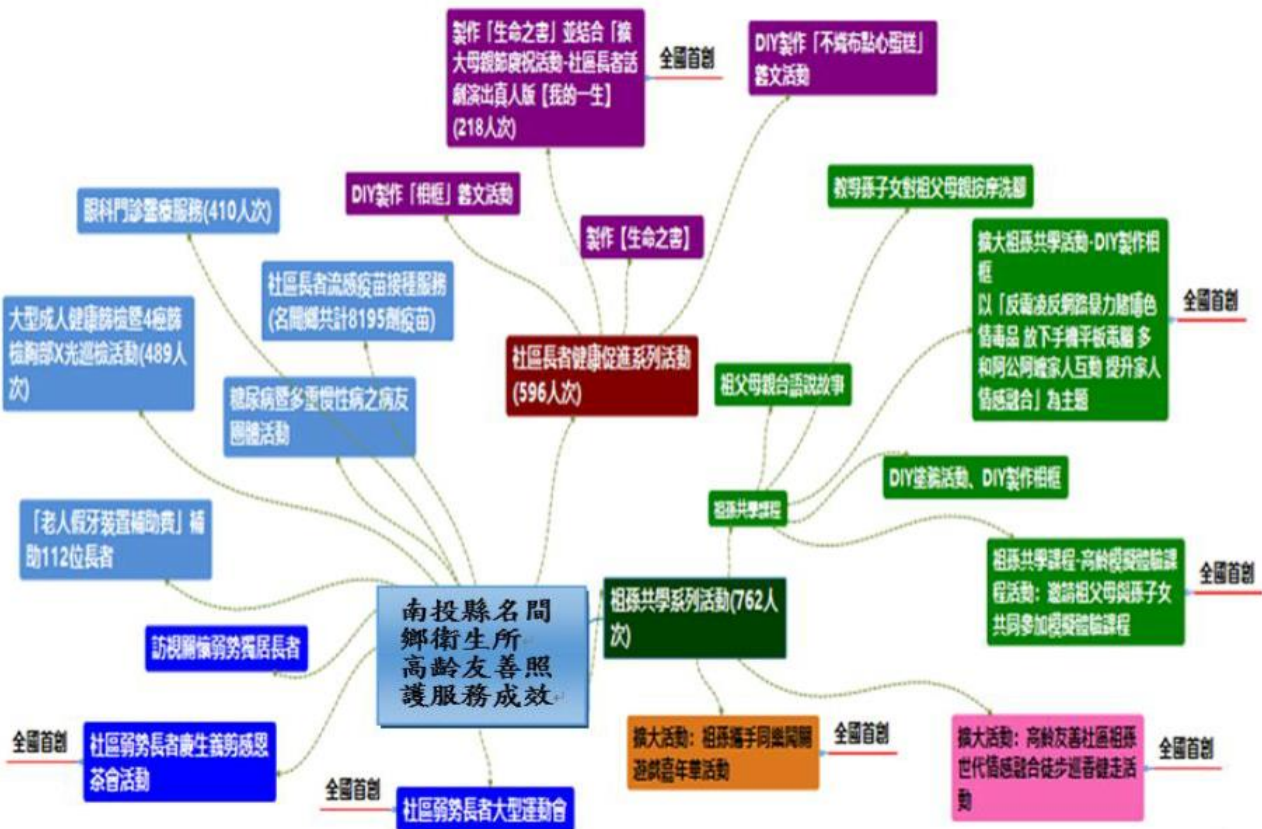 製作「生命之書」並結合「擴
大母親節慶祝活動-社區長者話
劇演出真人版【我的一生】
(218人次)
全國首創
DIY製作「不織布點心蛋糕」
藝文活動
DIY製作「相框」藝文活動
製作【生命之書】
教導孫子女對祖父母親按摩洗腳
眼科門診醫療服務(410人次)
社區長者流感疫苗接種服務
(名間鄉共計8195劑疫苗)
大型成人健康篩檢暨4癌篩
檢胸部X光巡檢活動(489人
次)
糖尿病暨多重慢性病之病友
團體活動
社區長者健康促進系列活動
(596人次)
祖父母親台語說故事
擴大祖孫共學活動-DIY製作相
框
以「反霸凌反網路暴力賭博色
情毒品 放下手機平板電腦 多
和阿公阿嬤家人互動 提升家人
情感融合」為主題
全國首創
DIY塗鴉活動、DIY製作相框
祖孫共學課程
「老人假牙裝置補助費」補
助112位長者
祖孫共學課程-高齡模擬體驗課
程活動：邀請祖父母與孫子女
共同參加模擬體驗課程
全國首創
南投縣名間
鄉衛生所
高齡友善照
護服務成效
祖孫共學系列活動(762人
次)
訪視關懷弱勢獨居長者
全國首創
社區弱勢長者慶生義剪感恩
茶會活動
全國首創
社區弱勢長者大型運動會
擴大活動：祖孫攜手同樂闖關
遊戲嘉年華活動
全國首創
擴大活動：高齡友善社區祖孫
世代情感融合徒步巡香健走活
動
全國首創